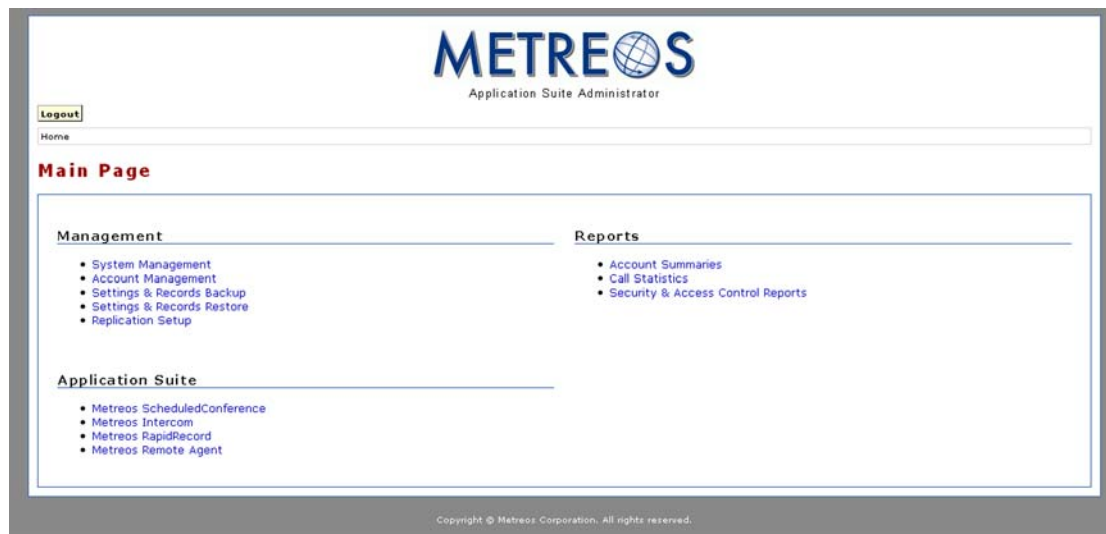 METREOS
Application Suite Administrator
Logout
Home
Main Page
Management
• System Management
• Account Management
• Settings & Records Backup
• Settings & Records Restore
• Replication Setup
Reports
• Account Summaries
• Call Statistics
• Security & Access Control Reports
Application Suite
• Metreos ScheduledConference
• Metreos Intercom
• Metreos RapidRecord
• Metreos Remote Agent
Copyright © Metreos Corporation. All rights reserved.